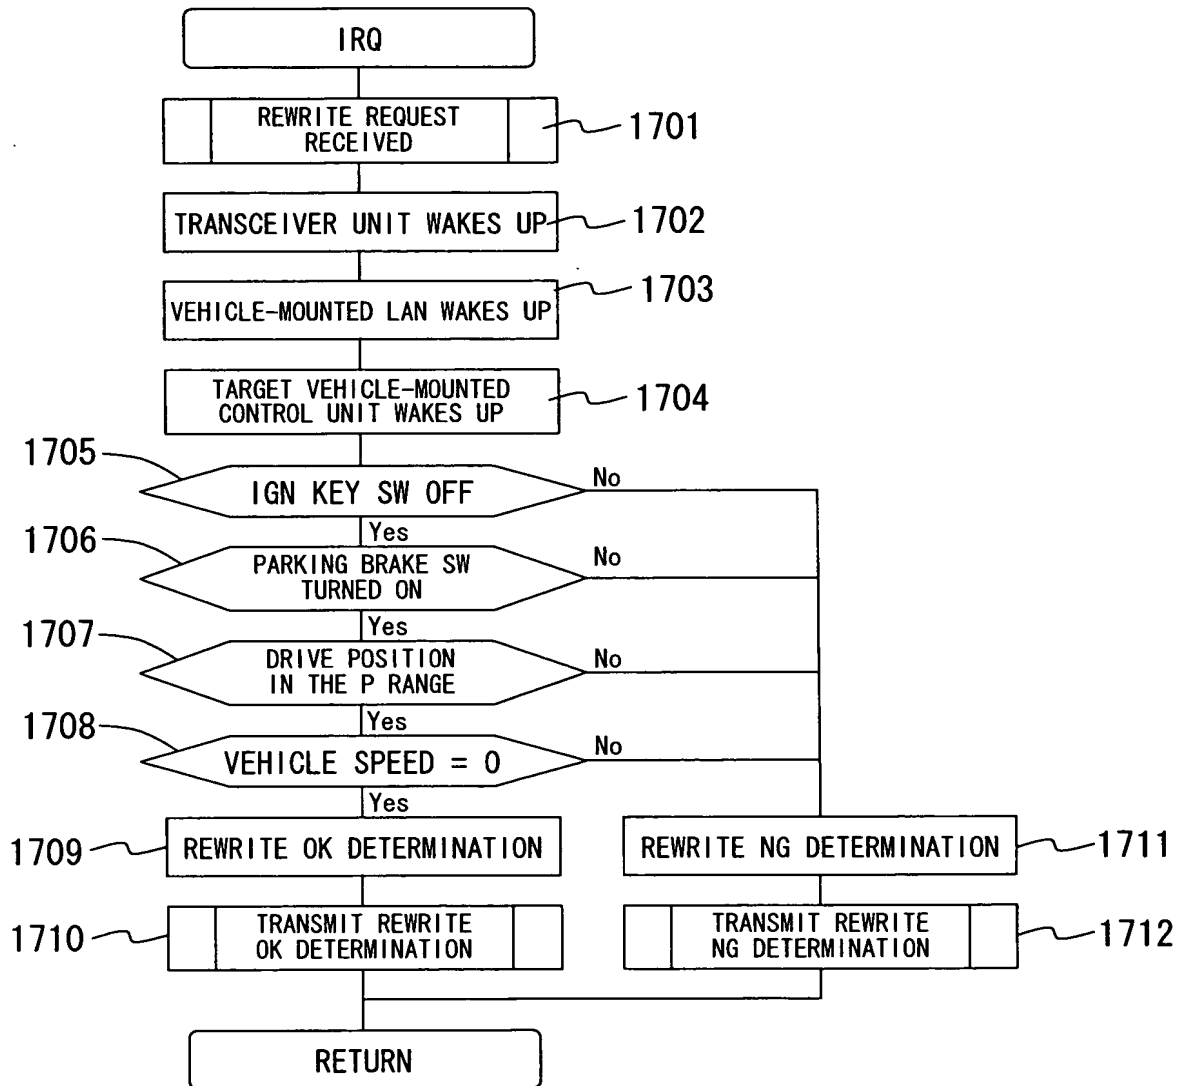 IRQ
REWRITE REQUEST
RECEIVED
1701
TRANSCEIVER UNIT WAKES UP
1702
VEHICLE-MOUNTED LAN WAKES UP
1703
TARGET VEHICLE-MOUNTED
CONTROL UNIT WAKES UP
1704
1705
IGN KEY SW OFF
No
Yes
1706
PARKING BRAKE SW
TURNED ON
No
Yes
1707
DRIVE POSITION
IN THE P RANGE
No
Yes
1708
VEHICLE SPEED = 0
No
Yes
1709
REWRITE OK DETERMINATION
REWRITE NG DETERMINATION
1711
1710
TRANSMIT REWRITE
OK DETERMINATION
TRANSMIT REWRITE
NG DETERMINATION
1712
RETURN